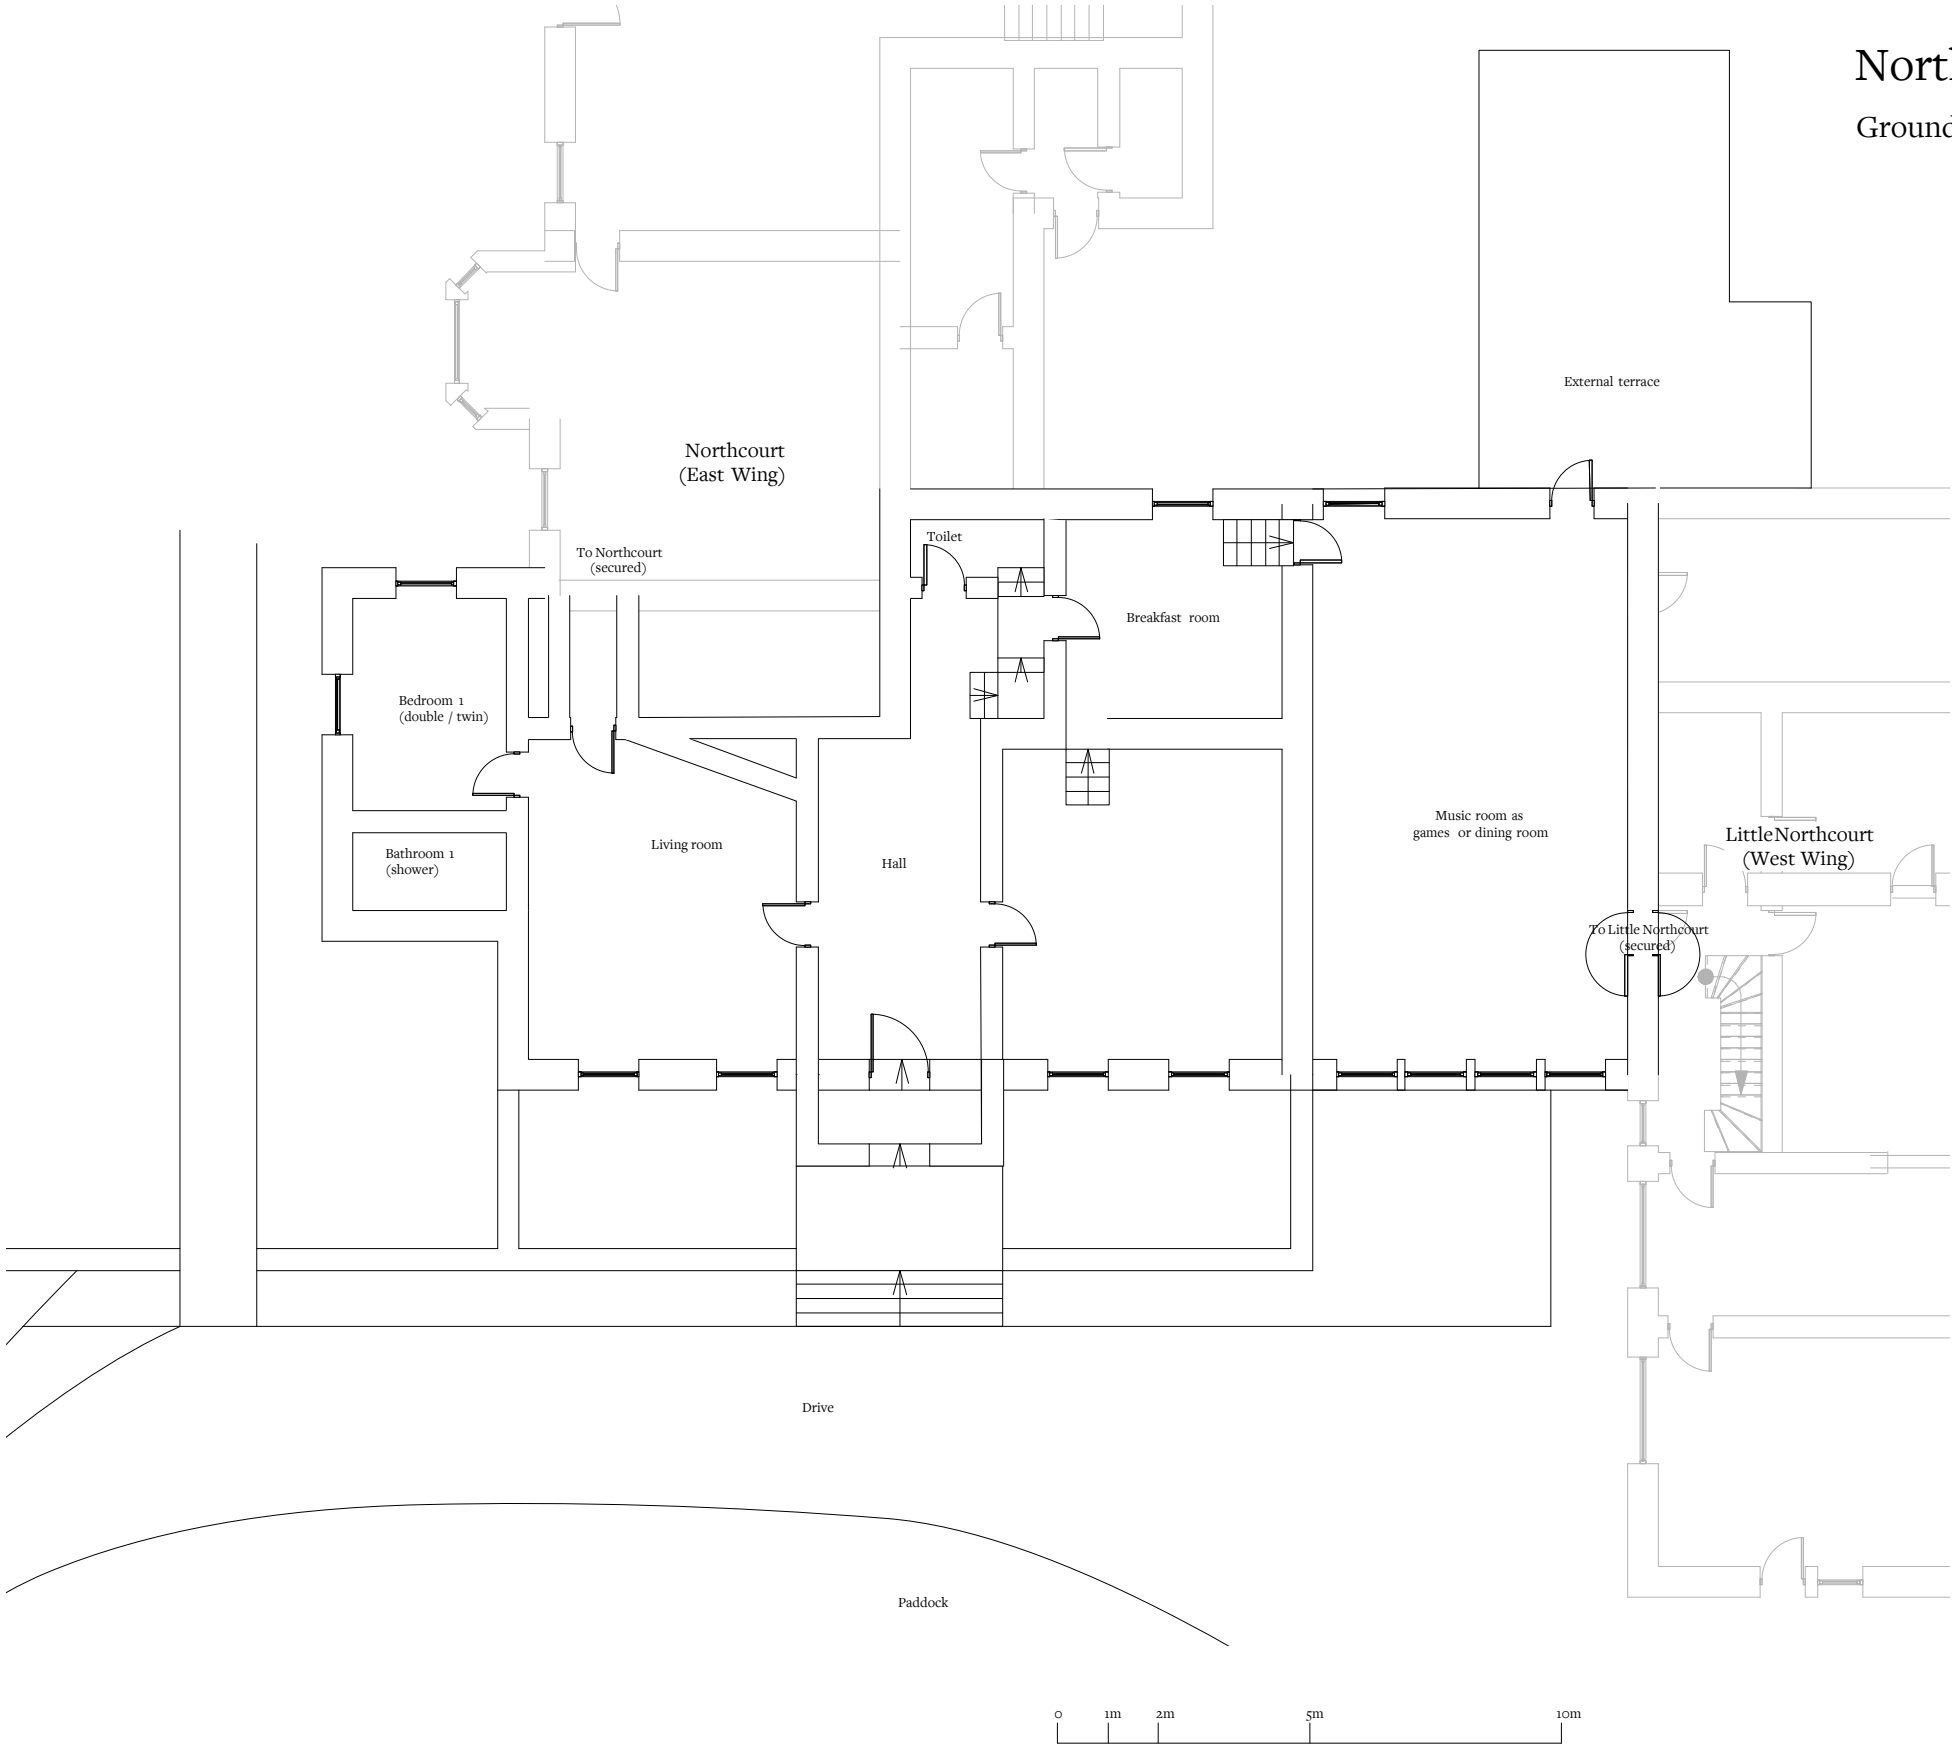 North
Ground
External terrace
Northcourt
(East Wing)
Toilet
To Northcourt
(secured)
Breakfast room
Bedroom 1
(double / twin)
Music room as
games or dining room
Little Northcourt
(West Wing)
Living room
Bathroom 1
(shower)
Hall
To Little Northcourt
(secured)
Drive
Paddock
0 1m 2m 5m 10m